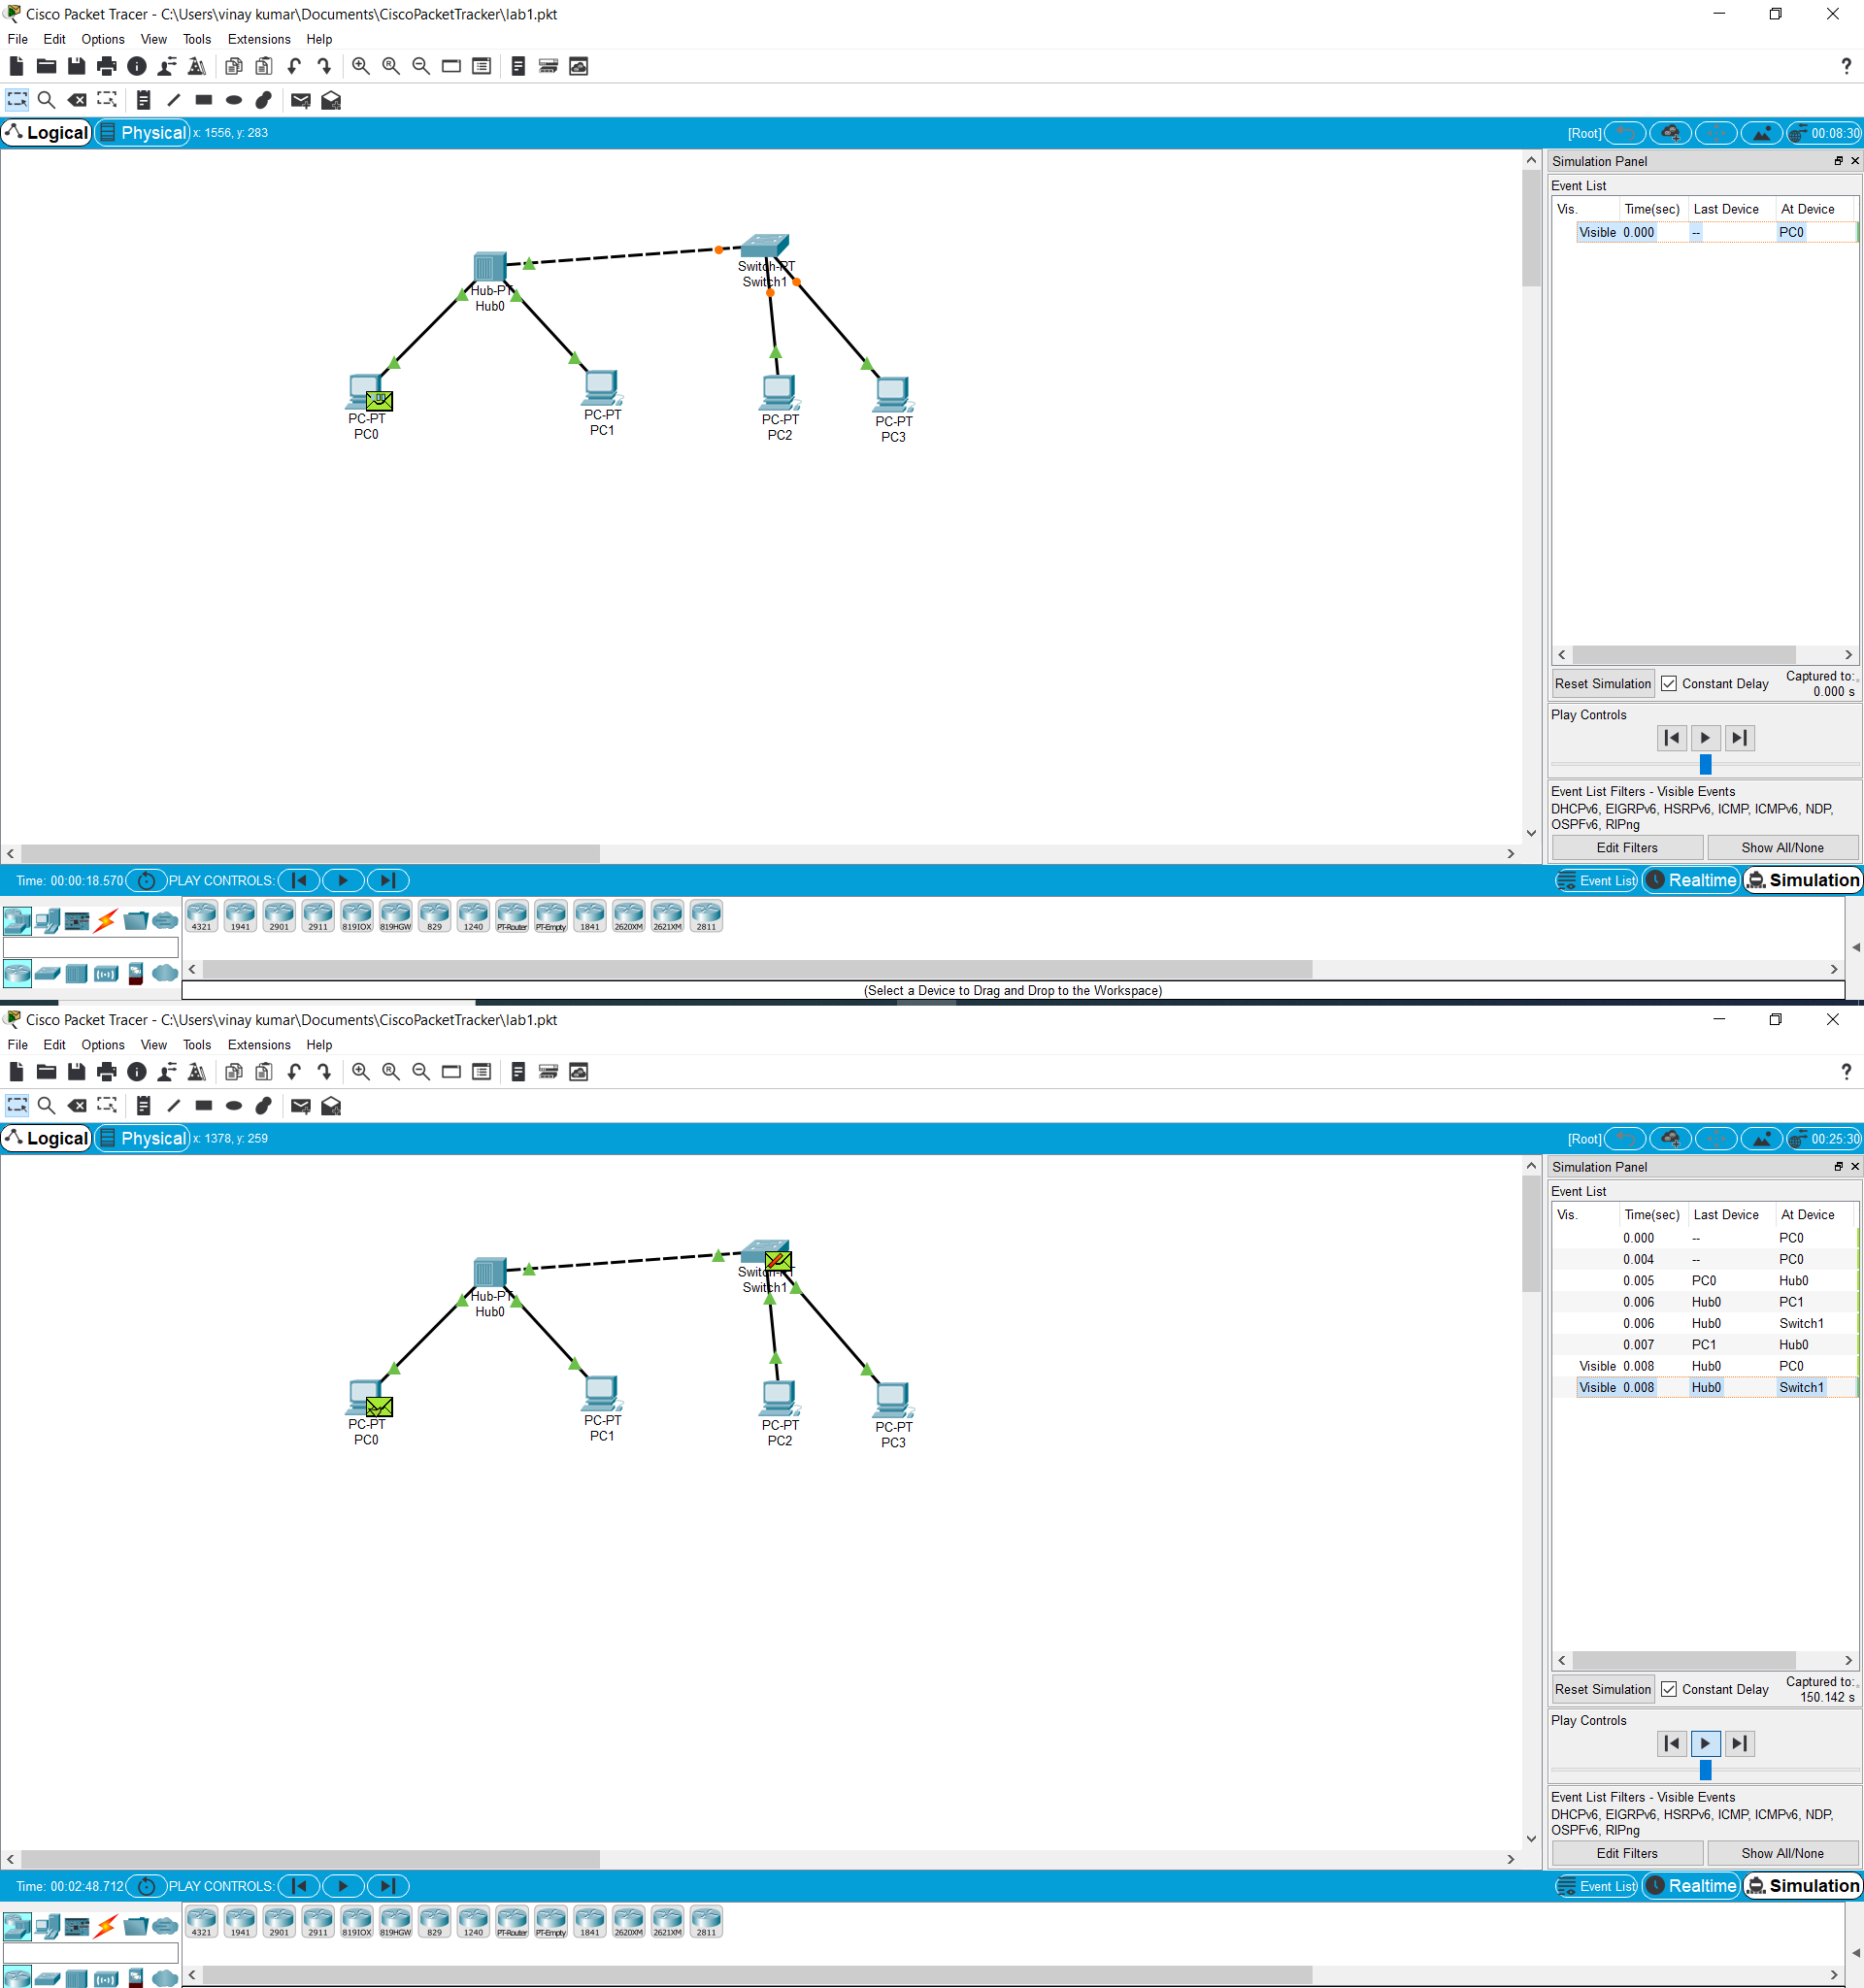 Cisco Packet Tracer - C:\Users\vinay kumar\Documents\CiscoPacketTracker\lab1.pkt
File Edit Options View Tools Extensions Help
?
Logical Physical x: 1556, y: 283 [Root] 00:08:30
Simulation Panel
Event List
Vis. Time(sec) Last Device At Device
Visible 0.000 -- PC0
Switch-PT
Switch1
Hub-PT
Hub0
PC-PT
PC0
PC-PT
PC1
PC-PT
PC2
PC-PT
PC3
Reset Simulation Constant Delay Captured to:
0.000 s
Play Controls
Event List Filters - Visible Events
DHCPv6, EIGRPv6, HSRPv6, ICMP, ICMPv6, NDP,
OSPFv6, RIPng
Edit Filters Show All/None
Time: 00:00:18.570 PLAY CONTROLS: Event List Realtime Simulation
4321 1941 2901 2911 819IOX 819HGW 829 1240 PT-Router PT-Empty 1841 2620XM 2621XM 2811
(Select a Device to Drag and Drop to the Workspace)
Cisco Packet Tracer - C:\Users\vinay kumar\Documents\CiscoPacketTracker\lab1.pkt
File Edit Options View Tools Extensions Help
?
Logical Physical x: 1378, y: 259 [Root] 00:25:30
Simulation Panel
Event List
Vis. Time(sec) Last Device At Device
0.000 -- PC0
0.004 -- PC0
0.005 PC0 Hub0
0.006 Hub0 PC1
0.006 Hub0 Switch1
0.007 PC1 Hub0
Visible 0.008 Hub0 PC0
Visible 0.008 Hub0 Switch1
Switch-PT
Switch1
Hub-PT
Hub0
PC-PT
PC0
PC-PT
PC1
PC-PT
PC2
PC-PT
PC3
Reset Simulation Constant Delay Captured to:
150.142 s
Play Controls
Event List Filters - Visible Events
DHCPv6, EIGRPv6, HSRPv6, ICMP, ICMPv6, NDP,
OSPFv6, RIPng
Edit Filters Show All/None
Time: 00:02:48.712 PLAY CONTROLS: Event List Realtime Simulation
4321 1941 2901 2911 819IOX 819HGW 829 1240 PT-Router PT-Empty 1841 2620XM 2621XM 2811